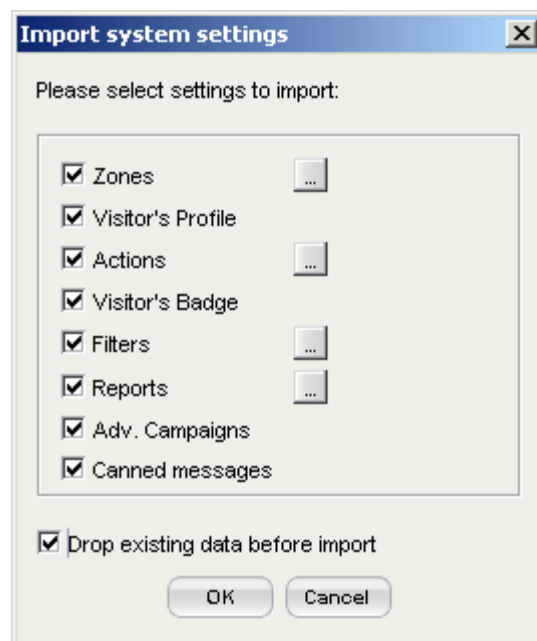 Import system settings
Please select settings to import:
Zones ...
Visitor's Profile
Actions ...
Visitor's Badge
Filters ...
Reports ...
Adv. Campaigns
Canned messages
Drop existing data before import
OK Cancel